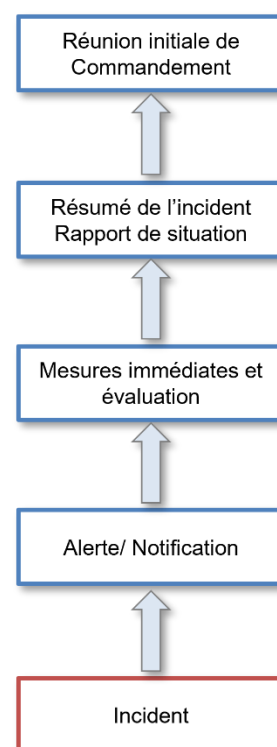 Réunion initiale de
Commandement
Résumé de l'incident
Rapport de situation
Mesures immédiates et
évaluation
Alerte/ Notification
Incident